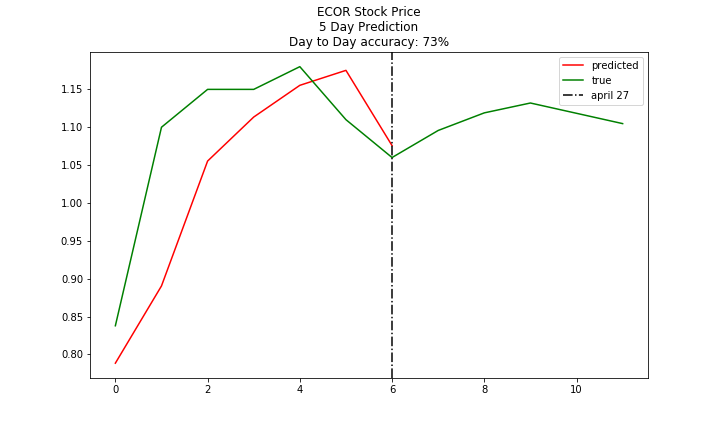 ECOR Stock Price
5 Day Prediction
Day to Day accuracy: 73%
predicted
true
april 27
1.15
1.10
1.05
1.00
0.95
0.90
0.85
0.80
0 2 4 6 8 10